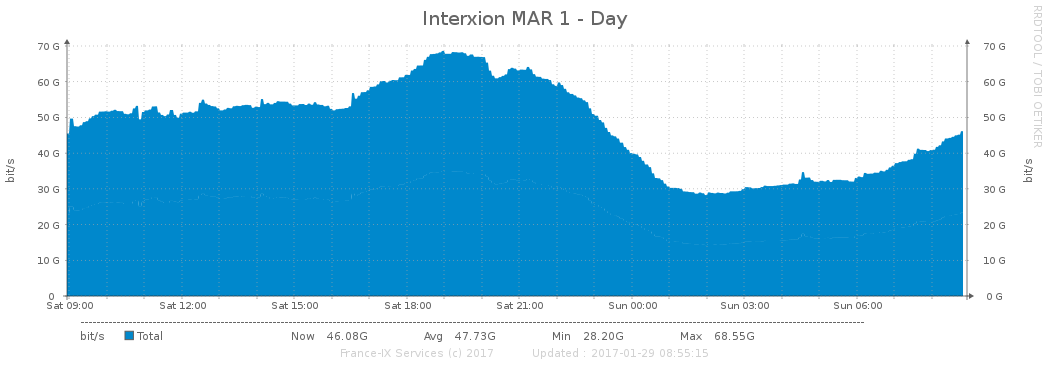 Interxion MAR 1 - Day
RRDTOOL / TOBI OETIKER
bit/s
70 G
60 G
50 G
40 G
30 G
20 G
10 G
0
70 G
60 G
50 G
40 G
30 G
20 G
10 G
0 G
bit/s
Sat 09:00 Sat 12:00 Sat 15:00 Sat 18:00 Sat 21:00 Sun 00:00 Sun 03:00 Sun 06:00
bit/s Total Now 46.08G Avg 47.73G Min 28.20G Max 68.55G
France-IX Services (c) 2017 Updated : 2017-01-29 08:55:15